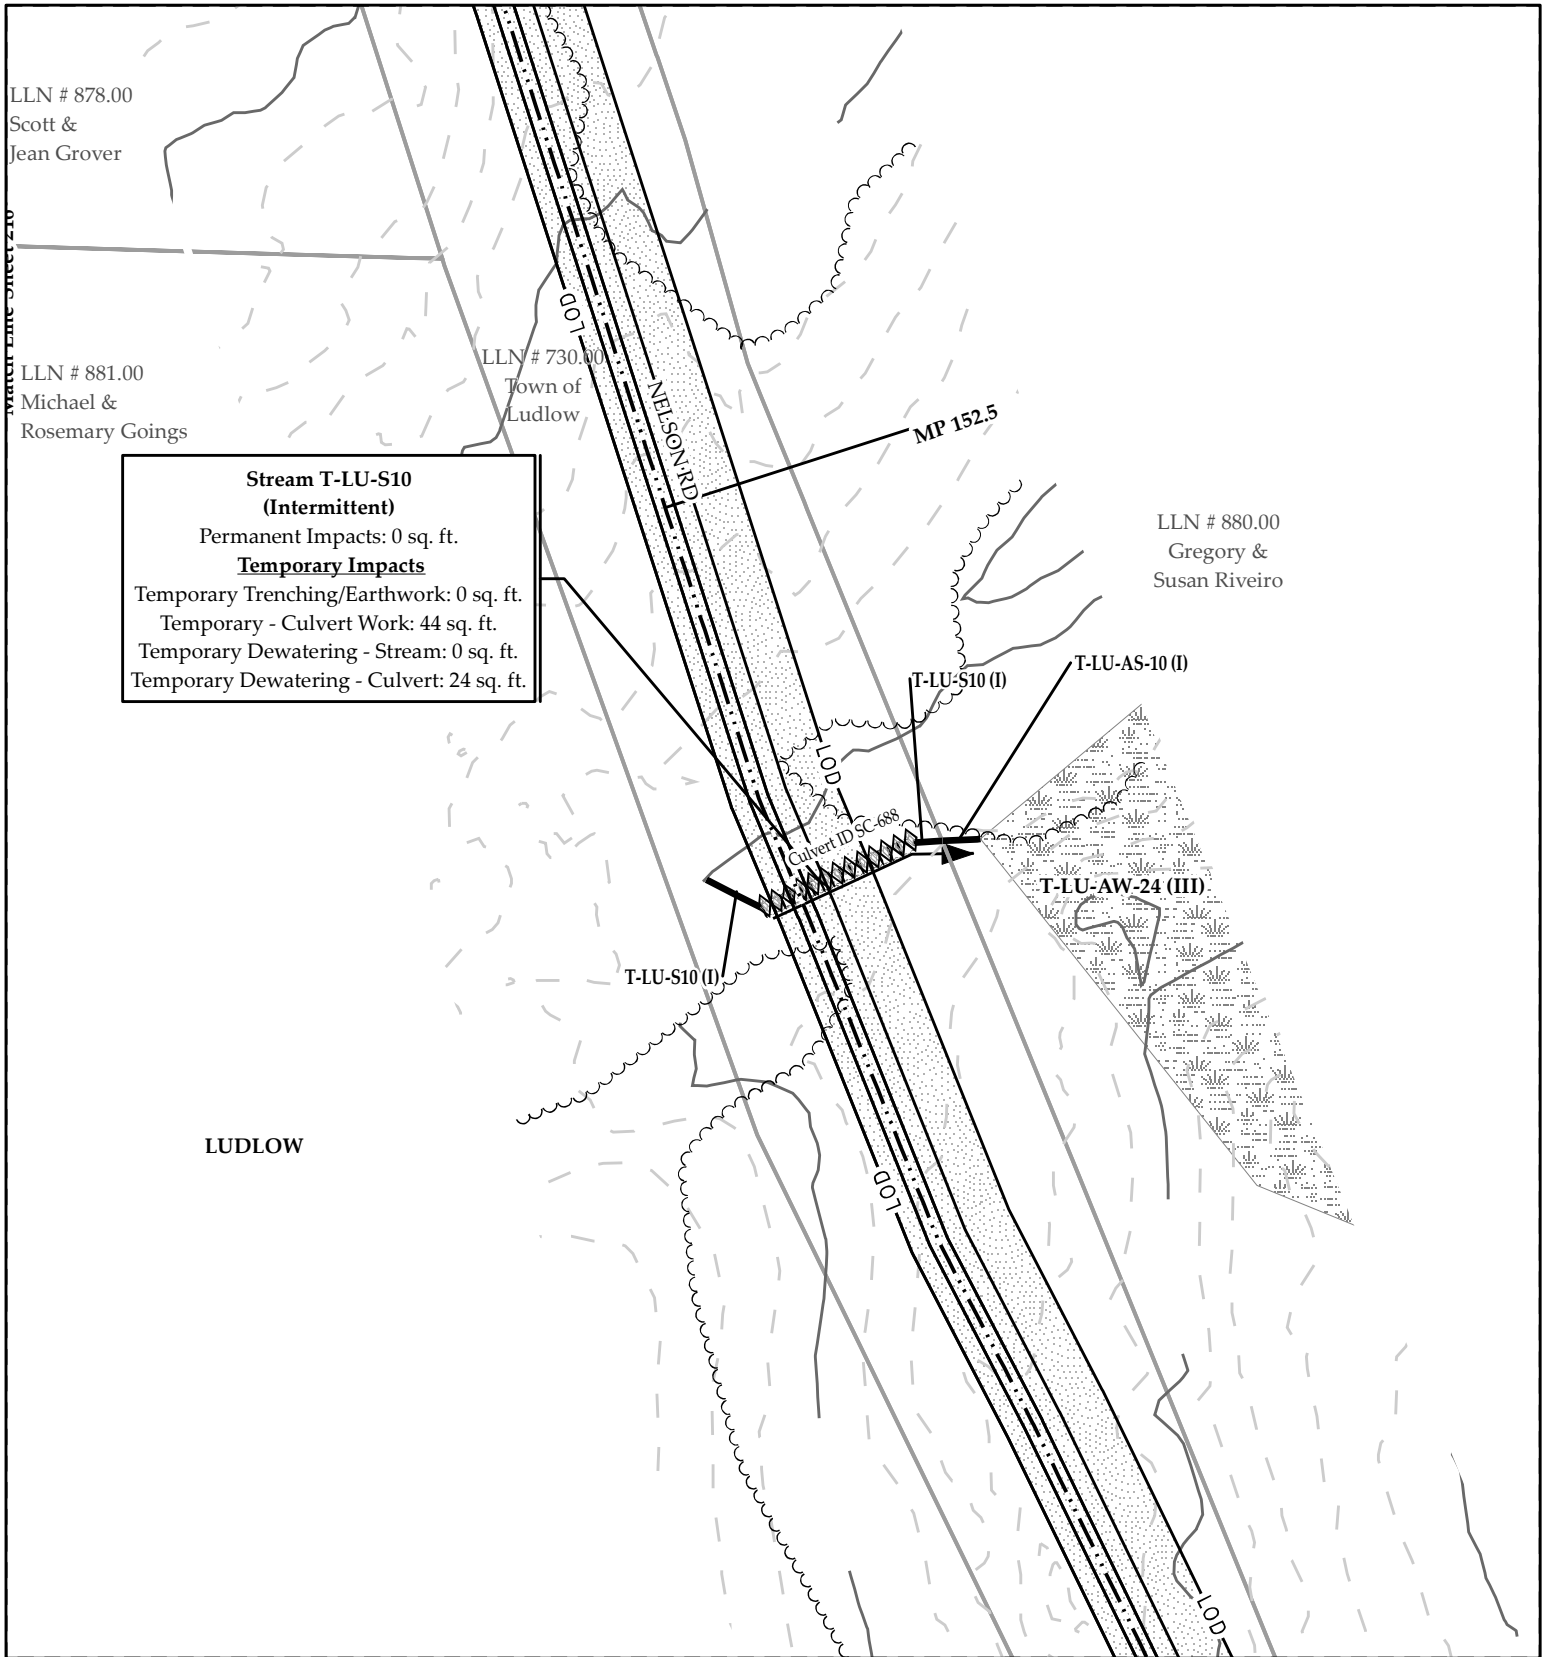 LLN # 878.00
Scott &
Jean Grover
LLN # 881.00
Michael &
Rosemary Goings
LLN # 730.00
Town of
Ludlow
LOD
NELSON RD
MP 152.5
Stream T-LU-S10
(Intermittent)
Permanent Impacts: 0 sq. ft.
Temporary Impacts
Temporary Trenching/Earthwork: 0 sq. ft.
Temporary - Culvert Work: 44 sq. ft.
Temporary Dewatering - Stream: 0 sq. ft.
Temporary Dewatering - Culvert: 24 sq. ft.
LLN # 880.00
Gregory &
Susan Riveiro
T-LU-S10 (I)
T-LU-AS-10 (I)
LOD
Culvert ID SC-688
T-LU-AW-24 (III)
T-LU-S10 (I)
LUDLOW
LOD
LOD